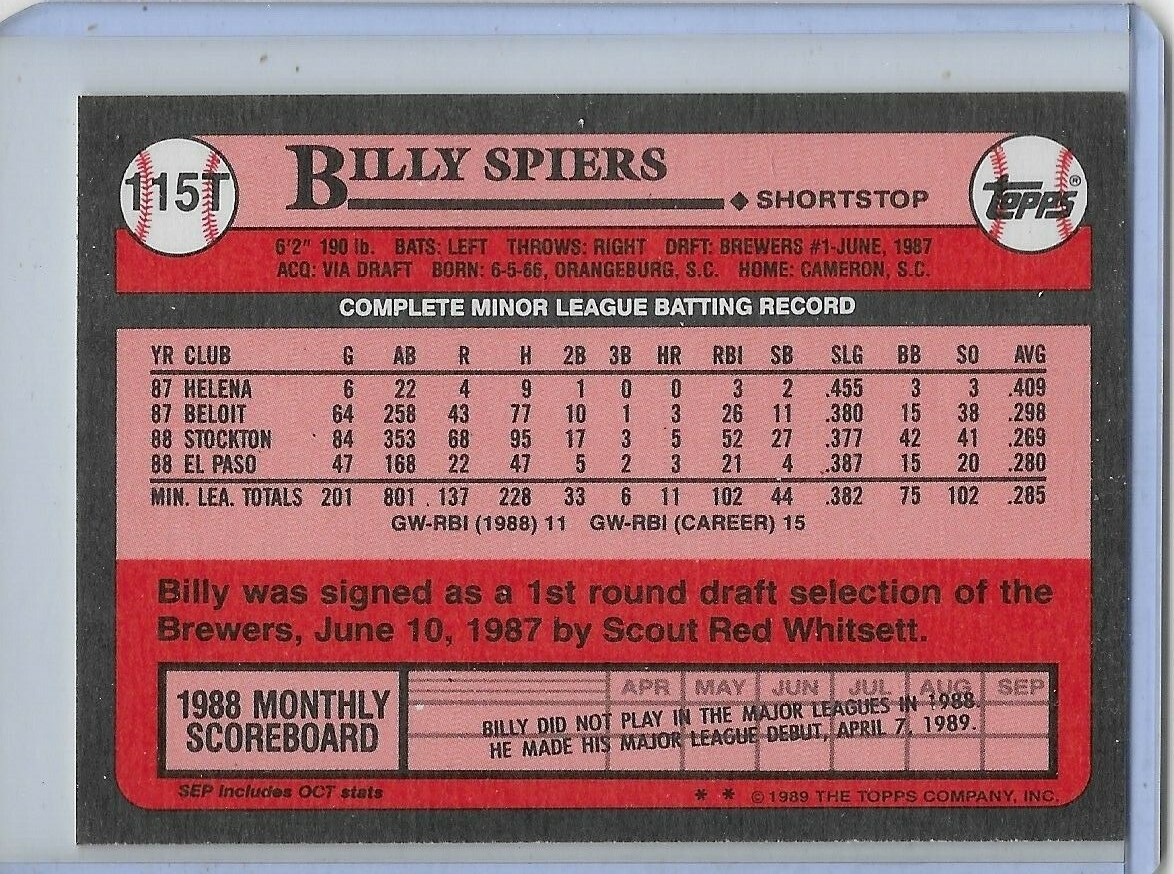 115T
BILLY SPIERS
SHORTSTOP
TOPPS®
6'2" 190 lb. BATS: LEFT THROWS: RIGHT DRFT: BREWERS #1-JUNE, 1987
ACQ: VIA DRAFT BORN: 6-5-66, ORANGEBURG, S.C. HOME: CAMERON, S.C.
COMPLETE MINOR LEAGUE BATTING RECORD
YR CLUB G AB R H 2B 3B HR RBI SB SLG BB SO AVG
87 HELENA 6 22 4 9 1 0 0 3 2 .455 3 3 .409
87 BELOIT 64 258 43 77 10 1 3 26 11 .380 15 38 .298
88 STOCKTON 84 353 68 95 17 3 5 52 27 .377 42 41 .269
88 EL PASO 47 168 22 47 5 2 3 21 4 .387 15 20 .280
MIN. LEA. TOTALS 201 801 137 228 33 6 11 102 44 .382 75 102 .285
GW-RBI (1988) 11 GW-RBI (CAREER) 15
Billy was signed as a 1st round draft selection of the
Brewers, June 10, 1987 by Scout Red Whitsett.
1988 MONTHLY
SCOREBOARD
APR MAY JUN JUL AUG SEP
BILLY DID NOT PLAY IN THE MAJOR LEAGUES IN 1988.
HE MADE HIS MAJOR LEAGUE DEBUT, APRIL 7, 1989.
SEP includes OCT stats
* * © 1989 THE TOPPS COMPANY, INC.